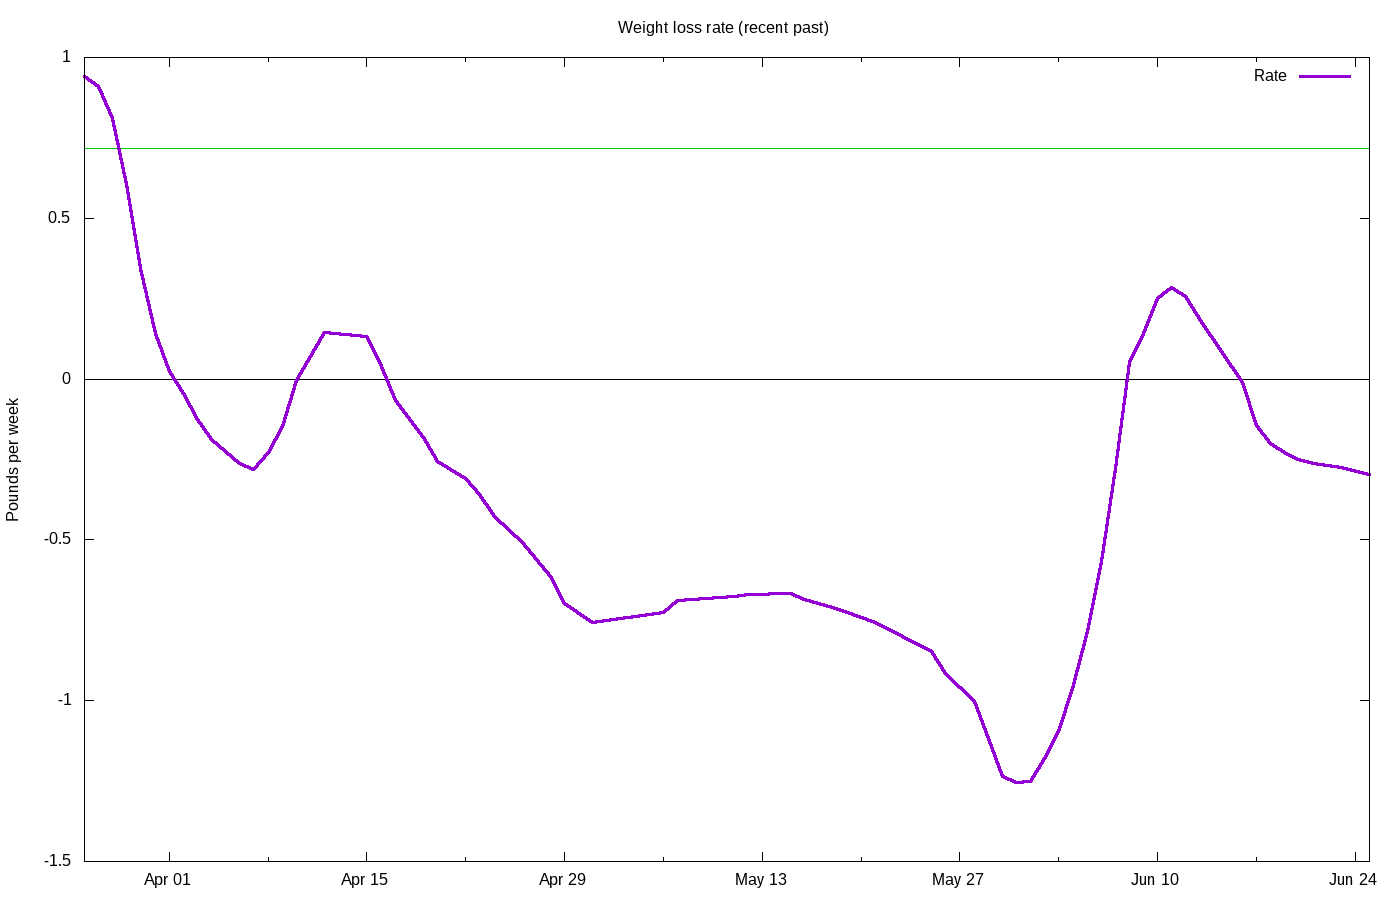 Weight loss rate (recent past)
Rate
Pounds per week
1
0.5
0
-0.5
-1
-1.5
Apr 01
Apr 15
Apr 29
May 13
May 27
Jun 10
Jun 24